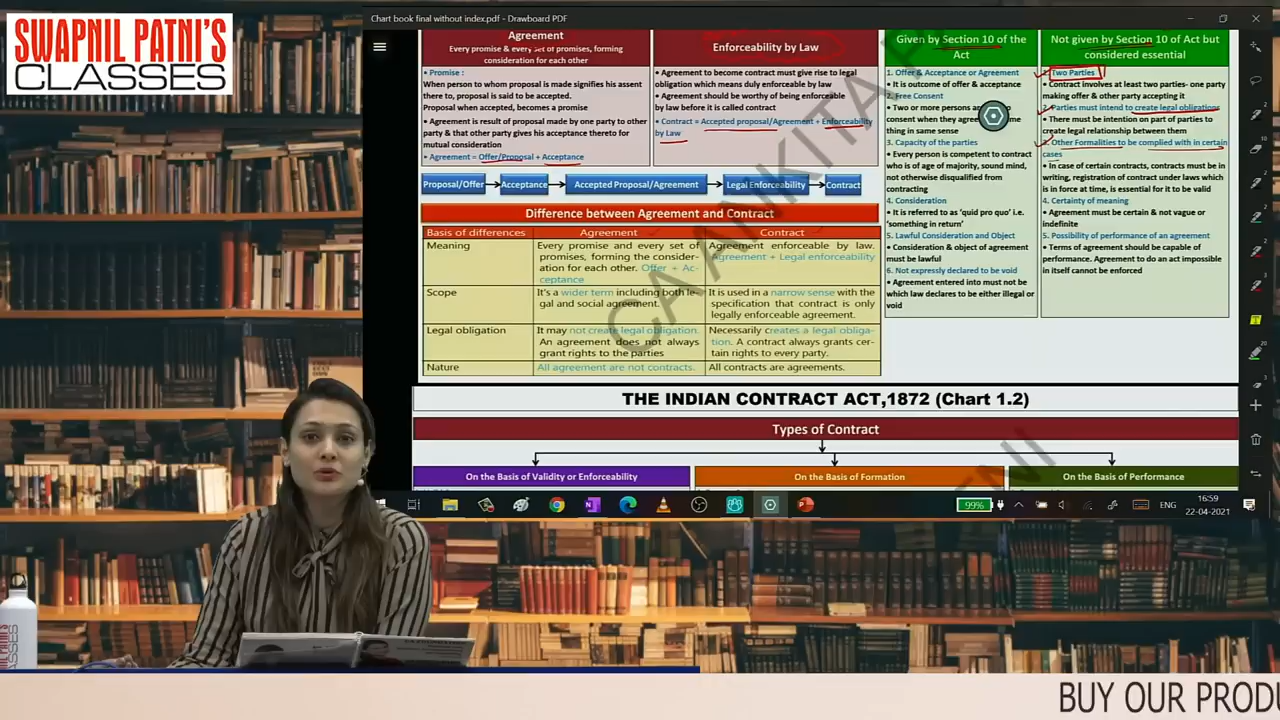 SWAPNIL PATNI'S
CLASSES
Chart book final without index.pdf - Drawboard PDF
Agreement
Every promise & every set of promises, forming
consideration for each other
• Promise :
When person to whom proposal is made signifies his assent
there to, proposal is said to be accepted.
Proposal when accepted, becomes a promise
• Agreement is result of proposal made by one party to other
party & that other party gives his acceptance thereto for
mutual consideration
• Agreement = Offer/Proposal + Acceptance
Enforceability by Law
• Agreement to become contract must give rise to legal
obligation which means duly enforceable by law
• Agreement should be worthy of being enforceable
by law before it is called contract
• Contract = Accepted proposal/Agreement + Enforceability
by Law
Given by Section 10 of the
Act
1. Offer & Acceptance or Agreement
• It is outcome of offer & acceptance
2. Free Consent
• Two or more persons are
consent when they agreed
thing in same sense
3. Capacity of the parties
• Every person is competent to contract
who is of age of majority, sound mind,
not otherwise disqualified from
contracting
4. Consideration
• It is referred to as 'quid pro quo' i.e.
'something in return'
5. Lawful Consideration and Object
• Consideration & object of agreement
must be lawful
6. Not expressly declared to be void
• Agreement entered into must not be
which law declares to be either illegal or
void
Not given by Section 10 of Act but
considered essential
Two Parties
Contract involves at least two parties- one party
making offer & other party accepting it
2. Parties must intend to create legal obligations
• There must be intention on part of parties to
create legal relationship between them
3. Other Formalities to be complied with in certain
cases
• In case of certain contracts, contracts must be in
writing, registration of contract under laws which
is in force at time, is essential for it to be valid
4. Certainty of meaning
• Agreement must be certain & not vague or
indefinite
5. Possibility of performance of an agreement
• Terms of agreement should be capable of
performance. Agreement to do an act impossible
in itself cannot be enforced
Proposal/Offer
Acceptance
Accepted Proposal/Agreement
Legal Enforceability
Contract
Difference between Agreement and Contract
Basis of differences Agreement Contract
Meaning
Every promise and every set of
promises, forming the consider-
ation for each other. Offer + Ac-
ceptance
Agreement enforceable by law.
Agreement + Legal enforceability
Scope
It's a wider term including both le-
gal and social agreement.
It is used in a narrow sense with the
specification that contract is only
legally enforceable agreement.
Legal obligation
It may not create legal obligation.
An agreement does not always
grant rights to the parties
Necessarily creates a legal obliga-
tion. A contract always grants cer-
tain rights to every party.
Nature
All agreement are not contracts.
All contracts are agreements.
THE INDIAN CONTRACT ACT,1872 (Chart 1.2)
Types of Contract
On the Basis of Validity or Enforceability
On the Basis of Formation
On the Basis of Performance
99%
ENG
16:59
22-04-2021
BUY OUR PRODU